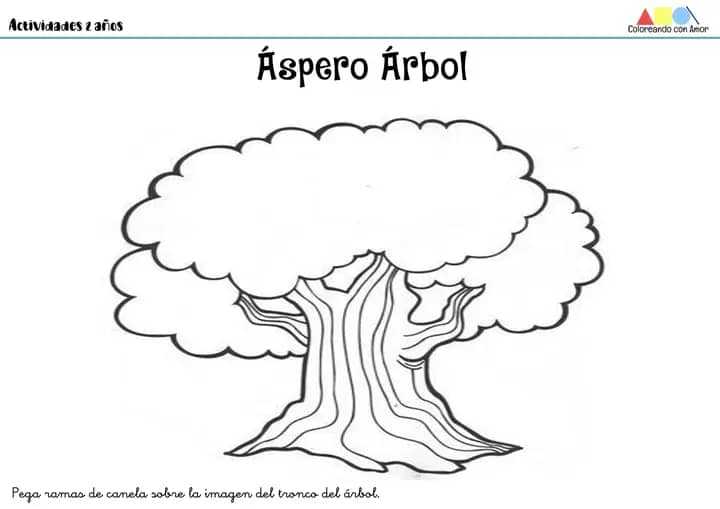 Actividades 2 años
Coloreando con Amor
Áspero Árbol
Pega ramas de canela sobre la imagen del tronco del árbol.